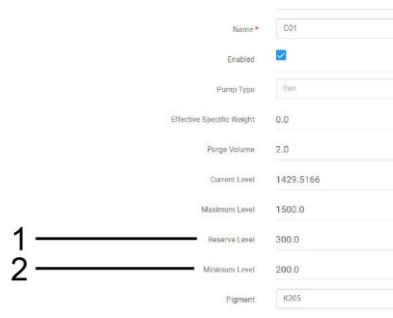 Name * C01
Enabled
Pump Type
Effective Specific Weight 0.0
Purge Volume 2.0
Current Level 1429.5166
Maximum Level 1500.0
1 Reserve Level 300.0
2 Minimum Level 200.0
Pigment K205